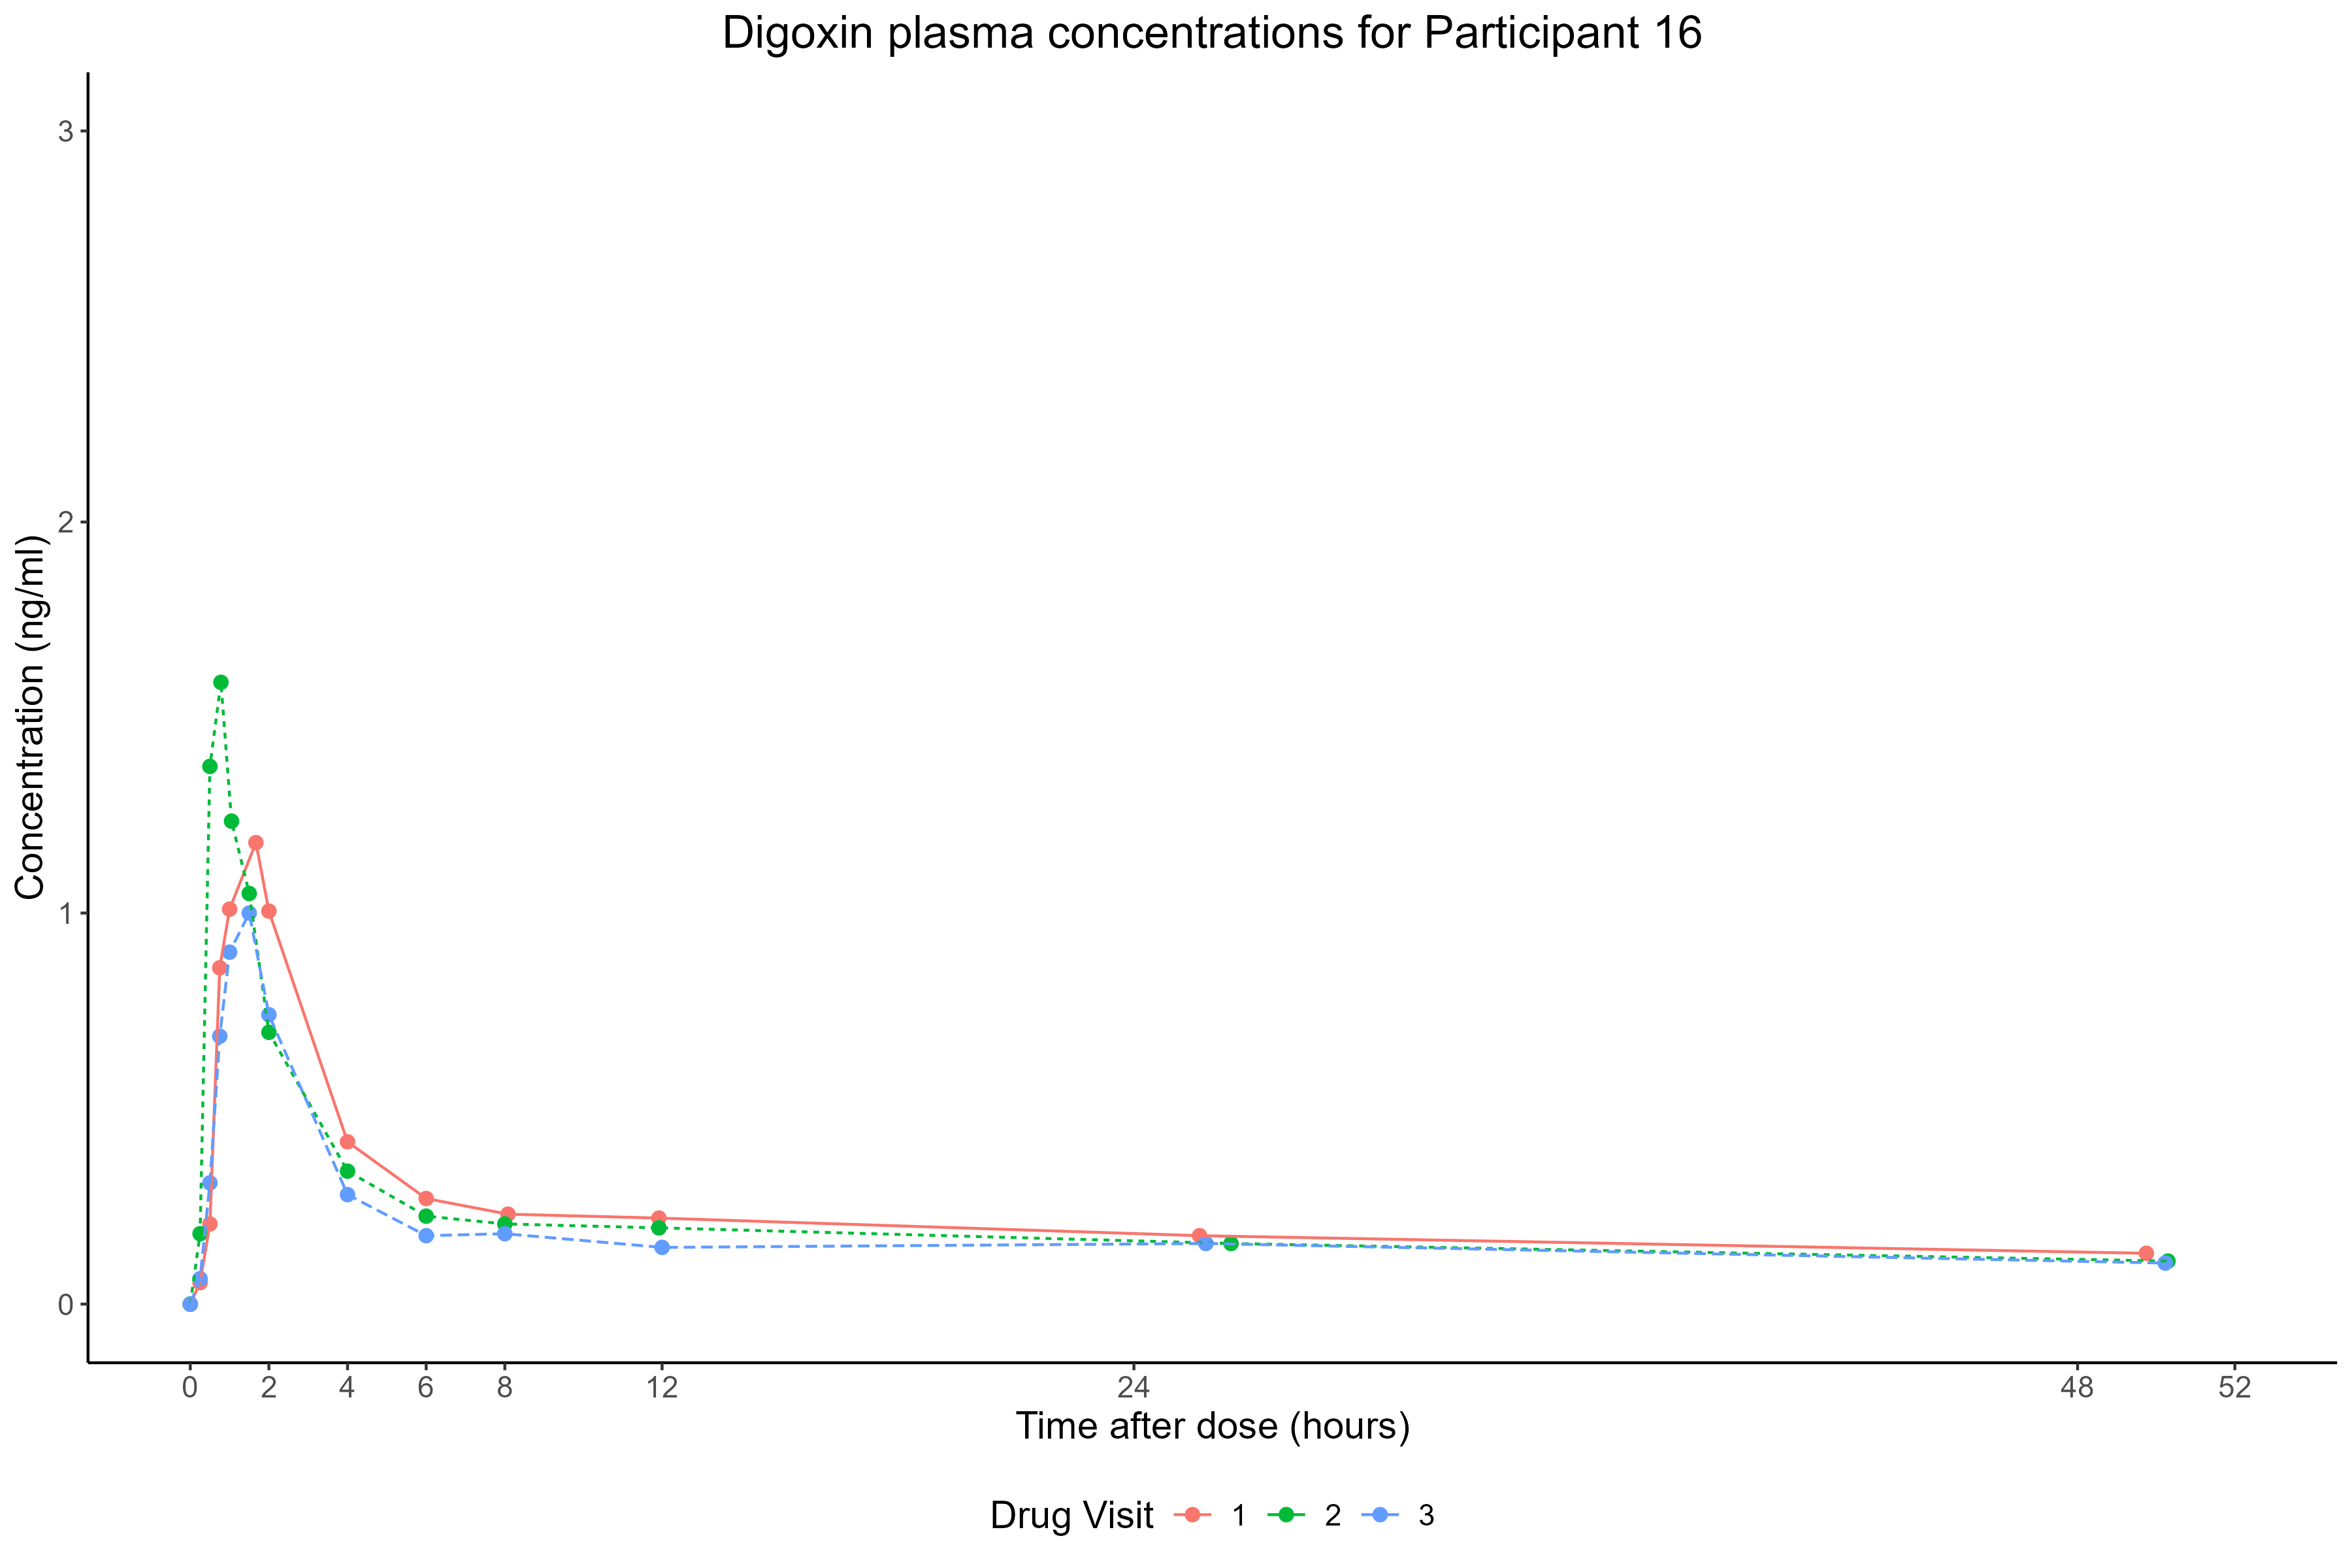 Digoxin plasma concentrations for Participant 16
Concentration (ng/ml)
3
2
1
0
0 2 4 6 8 12 24 48 52
Time after dose (hours)
Drug Visit 1 2 3